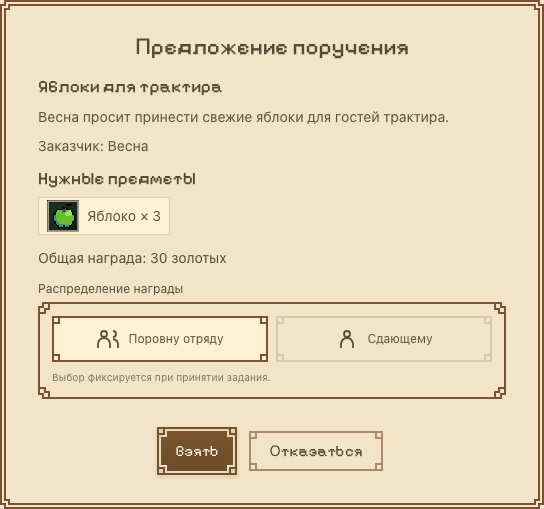 Предложение поручения
Яблоки для трактира
Весна просит принести свежие яблоки для гостей трактира.
Заказчик: Весна
Нужные предметы
Яблоко × 3
Общая награда: 30 золотых
Распределение награды
Поровну отряду
Сдающему
Выбор фиксируется при принятии задания.
Взять
Отказаться